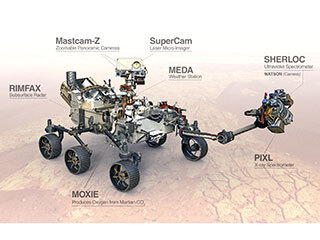 Mastcam-Z
Zoomable Panoramic Cameras
SuperCam
Laser Micro-Imager
MEDA
Weather Station
SHERLOC
Ultraviolet Spectrometer
WATSON (Camera)
RIMFAX
Subsurface Radar
PIXL
X-ray Spectrometer
MOXIE
Produces Oxygen from Martian CO₂